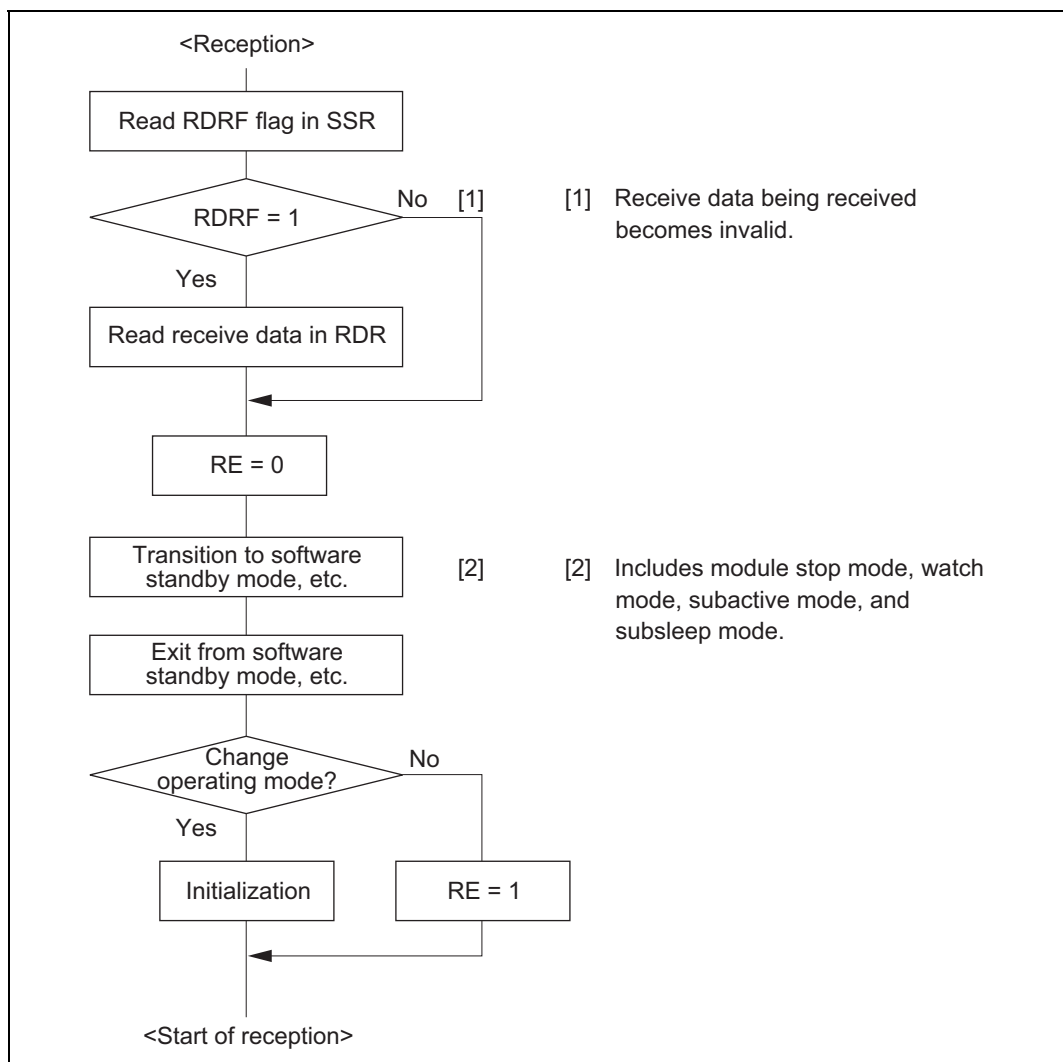 <Reception>
Read RDRF flag in SSR
No [1]
RDRF = 1
[1] Receive data being received
becomes invalid.
Yes
Read receive data in RDR
RE = 0
Transition to software
standby mode, etc.
[2]
[2] Includes module stop mode, watch
mode, subactive mode, and
subsleep mode.
Exit from software
standby mode, etc.
Change
operating mode?
No
Yes
Initialization
RE = 1
<Start of reception>